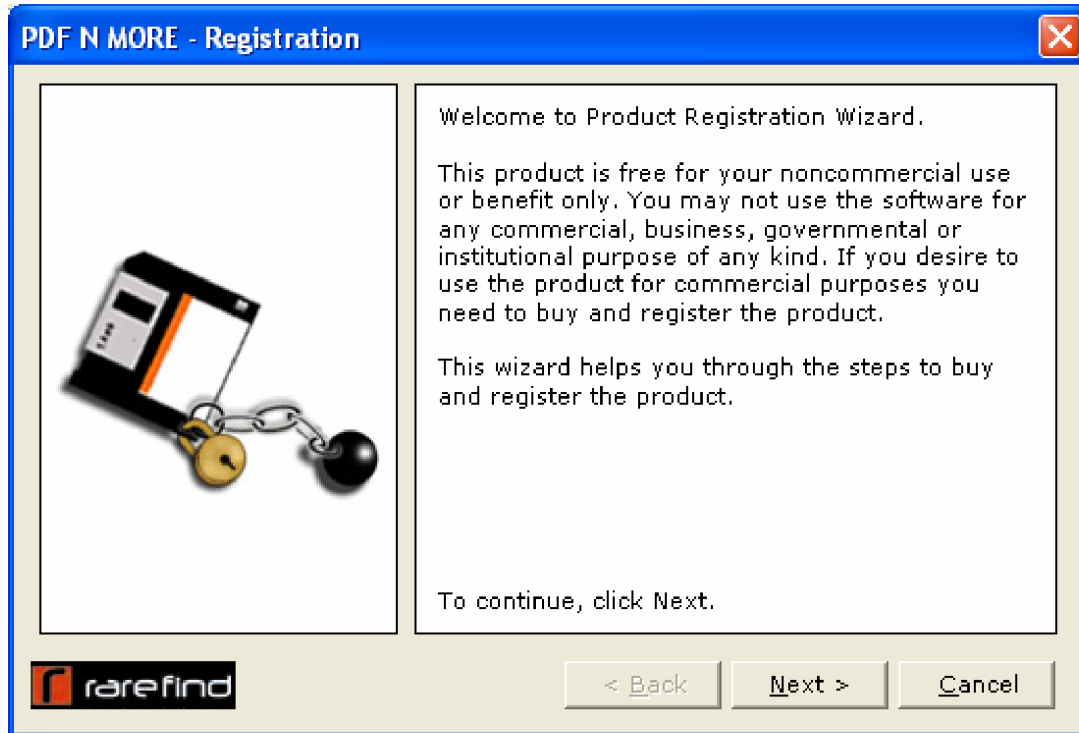 PDF N MORE - Registration
Welcome to Product Registration Wizard.
This product is free for your noncommercial use
or benefit only. You may not use the software for
any commercial, business, governmental or
institutional purpose of any kind. If you desire to
use the product for commercial purposes you
need to buy and register the product.
This wizard helps you through the steps to buy
and register the product.
To continue, click Next.
rarefind
< Back
Next >
Cancel